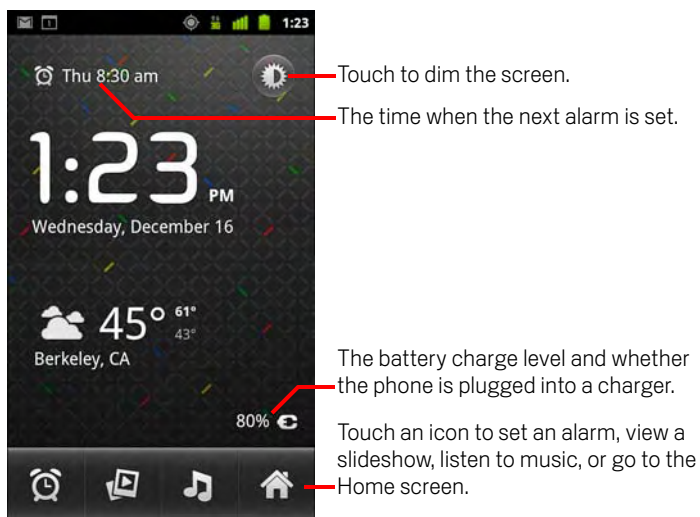 1
3G
1:23
Thu 8:30 am
Touch to dim the screen.
The time when the next alarm is set.
1:23 PM
Wednesday, December 16
45° 61°
43°
Berkeley, CA
The battery charge level and whether
the phone is plugged into a charger.
80%
Touch an icon to set an alarm, view a
slideshow, listen to music, or go to the
Home screen.